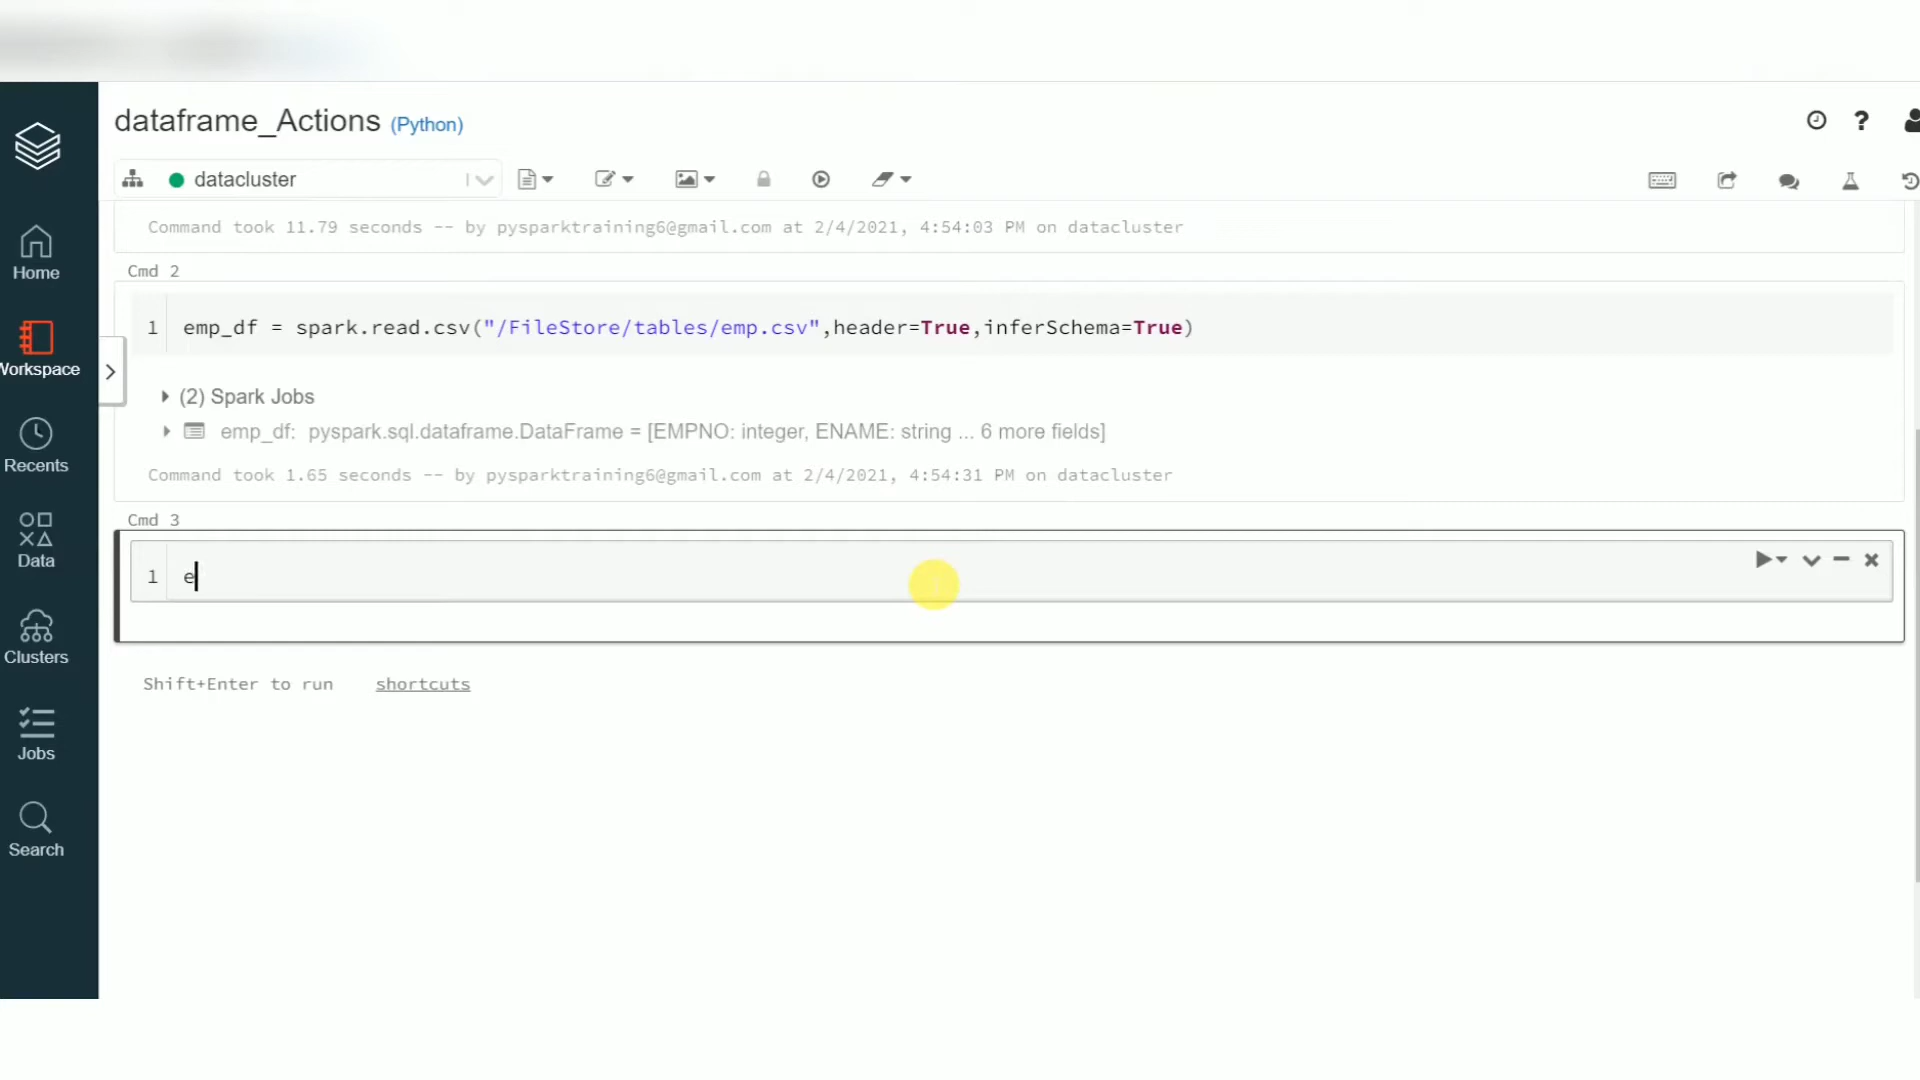 dataframe_Actions (Python)
datacluster
Command took 11.79 seconds -- by pysparktraining6@gmail.com at 2/4/2021, 4:54:03 PM on datacluster
Cmd 2
1 emp_df = spark.read.csv("/FileStore/tables/emp.csv",header=True,inferSchema=True)
(2) Spark Jobs
emp_df: pyspark.sql.dataframe.DataFrame = [EMPNO: integer, ENAME: string ... 6 more fields]
Command took 1.65 seconds -- by pysparktraining6@gmail.com at 2/4/2021, 4:54:31 PM on datacluster
Cmd 3
1 e
Shift+Enter to run shortcuts
Home
Workspace
Recents
Data
Clusters
Jobs
Search